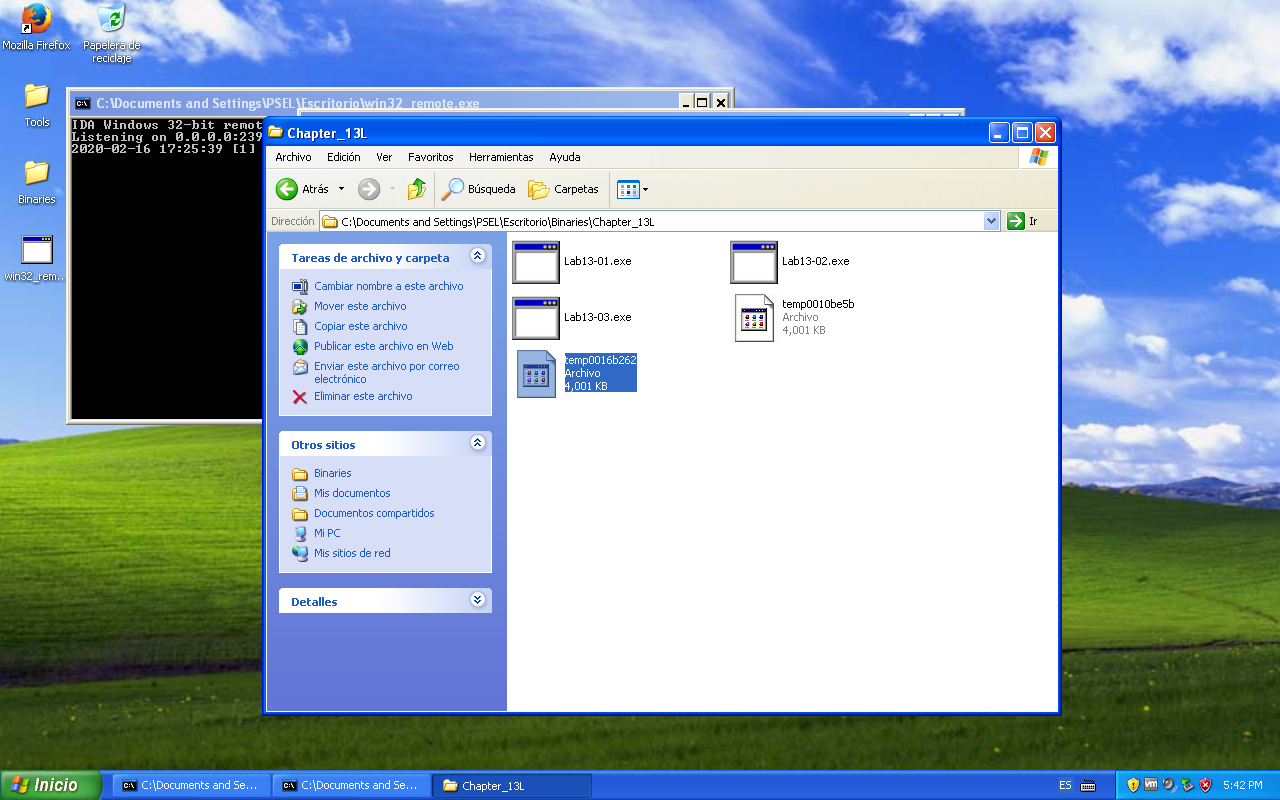 Mozilla Firefox
Papelera de
reciclaje
Tools
Binaries
win32_rem...
C:\Documents and Settings\PSEL\Escritorio\win32_remote.exe
IDA Windows 32-bit remot
Listening on 0.0.0.0:239
2020-02-16 17:25:39 [1]
Chapter_13L
Archivo Edición Ver Favoritos Herramientas Ayuda
Atrás Búsqueda Carpetas
Dirección C:\Documents and Settings\PSEL\Escritorio\Binaries\Chapter_13L Ir
Tareas de archivo y carpeta
Cambiar nombre a este archivo
Mover este archivo
Copiar este archivo
Publicar este archivo en Web
Enviar este archivo por correo
electrónico
Eliminar este archivo
Otros sitios
Binaries
Mis documentos
Documentos compartidos
Mi PC
Mis sitios de red
Detalles
Lab13-01.exe
Lab13-02.exe
Lab13-03.exe
temp0010be5b
Archivo
4,001 KB
temp0016b262
Archivo
4,001 KB
Inicio
C:\Documents and Se...
C:\Documents and Se...
Chapter_13L
ES
5:42 PM